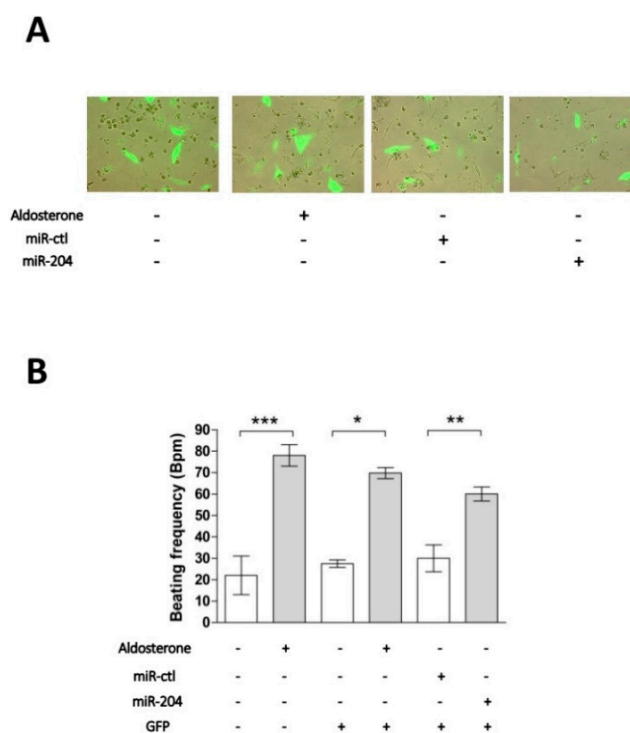 A
Aldosterone - + - -
miR-ctl - - + -
miR-204 - - - +
B
*** * **
90
80
70
60
50
40
30
20
10
0
Beating frequency (Bpm)
Aldosterone - + - + - -
miR-ctl - - - - + -
miR-204 - - - - - +
GFP - - + + + +